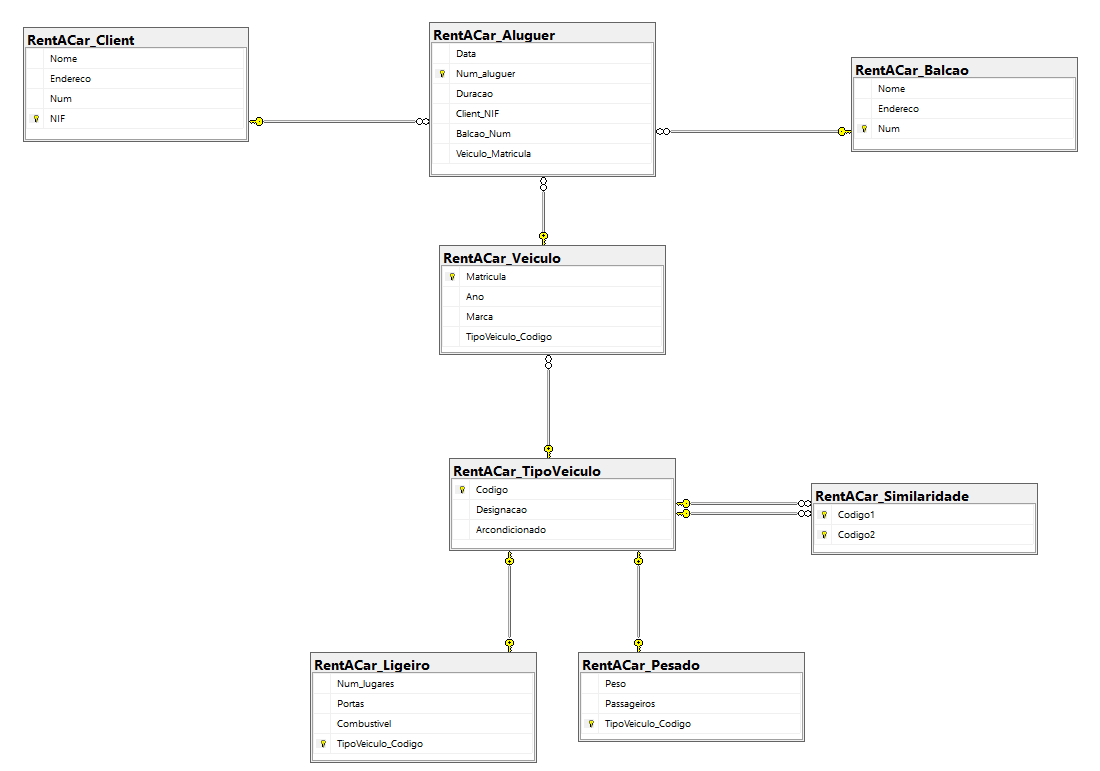 RentACar_Client
Nome
Endereco
Num
NIF
RentACar_Aluguer
Data
Num_aluguer
Duracao
Client_NIF
Balcao_Num
Veiculo_Matricula
RentACar_Balcao
Nome
Endereco
Num
RentACar_Veiculo
Matricula
Ano
Marca
TipoVeiculo_Codigo
RentACar_TipoVeiculo
Codigo
Designacao
Arcondicionado
RentACar_Similaridade
Codigo1
Codigo2
RentACar_Ligeiro
Num_lugares
Portas
Combustivel
TipoVeiculo_Codigo
RentACar_Pesado
Peso
Passageiros
TipoVeiculo_Codigo